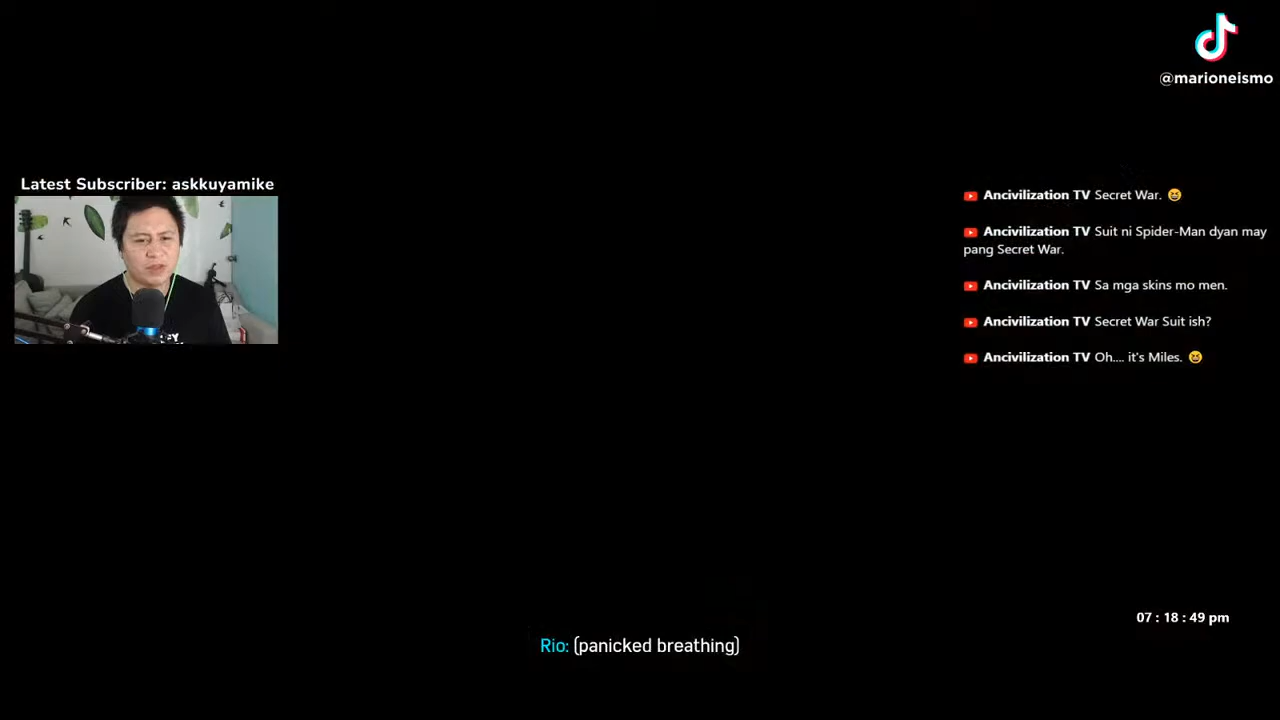 @marioneismo
Latest Subscriber: askkuyamike
Ancivilization TV Secret War. 😆
Ancivilization TV Suit ni Spider-Man dyan may
pang Secret War.
Ancivilization TV Sa mga skins mo men.
Ancivilization TV Secret War Suit ish?
Ancivilization TV Oh.... it's Miles. 😆
07 : 18 : 49 pm
Rio: (panicked breathing)